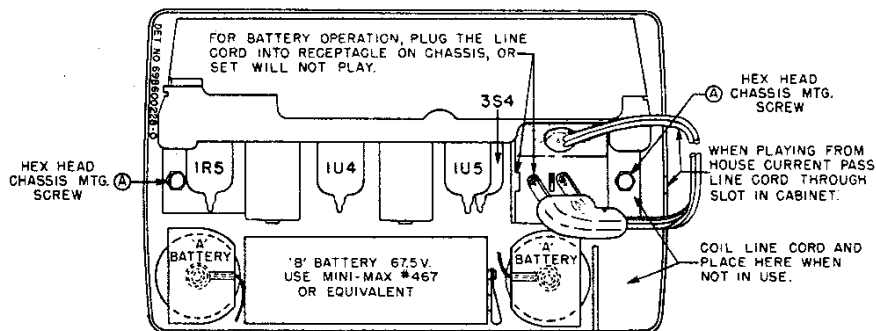 FOR BATTERY OPERATION, PLUG THE LINE
CORD INTO RECEPTACLE ON CHASSIS, OR
SET WILL NOT PLAY.
DET NO 69B600228-O
3S4
HEX HEAD
Ⓐ CHASSIS MTG.
SCREW
1R5
1U4
1U5
HEX HEAD
CHASSIS MTG. Ⓐ
SCREW
WHEN PLAYING FROM
HOUSE CURRENT PASS
LINE CORD THROUGH
SLOT IN CABINET.
'A'
BATTERY
'B' BATTERY 67.5 V.
USE MINI-MAX #467
OR EQUIVALENT
'A'
BATTERY
COIL LINE CORD AND
PLACE HERE WHEN
NOT IN USE.